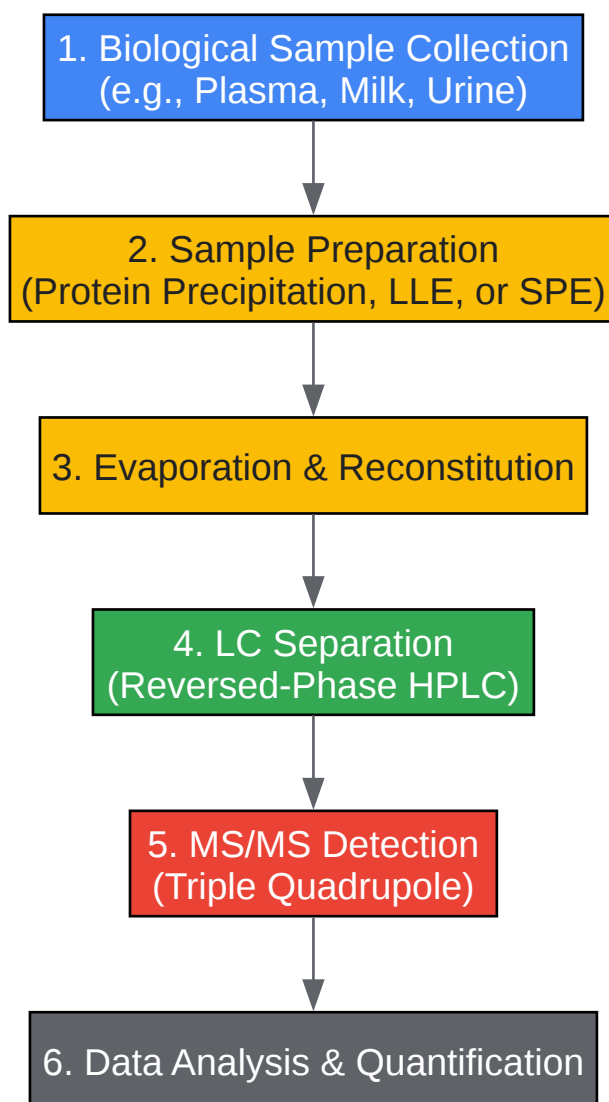 1. Biological Sample Collection
(e.g., Plasma, Milk, Urine)
2. Sample Preparation
(Protein Precipitation, LLE, or SPE)
3. Evaporation & Reconstitution
4. LC Separation
(Reversed-Phase HPLC)
5. MS/MS Detection
(Triple Quadrupole)
6. Data Analysis & Quantification